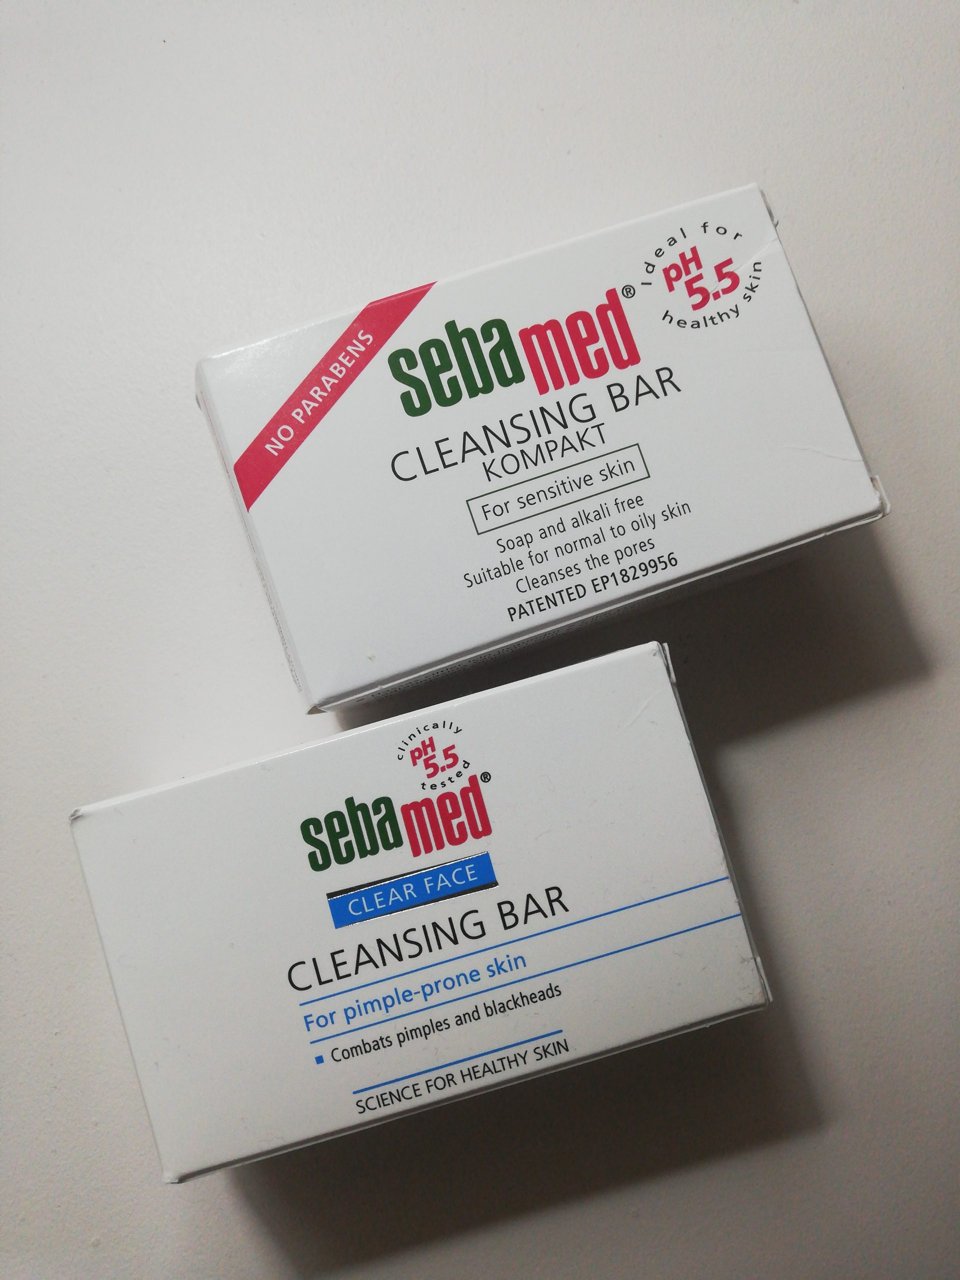 NO PARABENS
sebamed®
Ideal for
pH
5.5
healthy skin
CLEANSING BAR
KOMPAKT
For sensitive skin
Soap and alkali free
Suitable for normal to oily skin
Cleanses the pores
PATENTED EP1829956
clinically
pH
5.5
tested
sebamed®
CLEAR FACE
CLEANSING BAR
For pimple-prone skin
▪ Combats pimples and blackheads
SCIENCE FOR HEALTHY SKIN